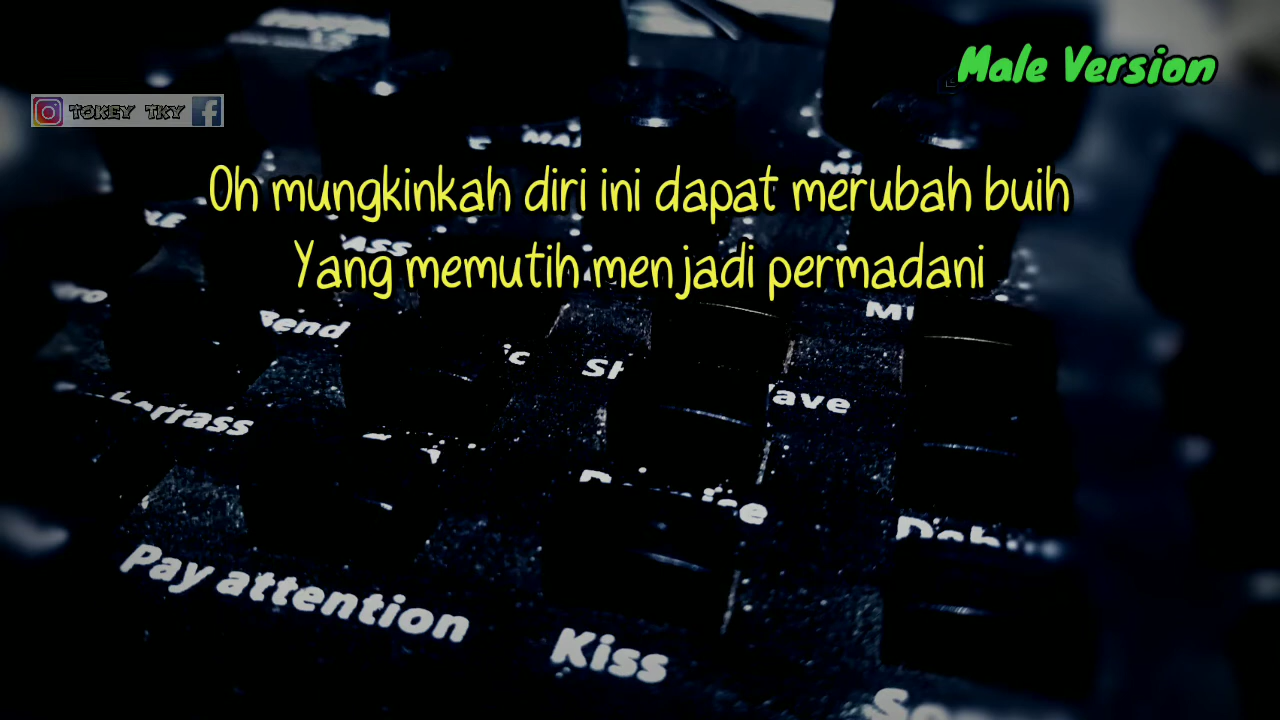 Male Version
TOKEY TKY
Oh mungkinkah diri ini dapat merubah buih
Yang memutih menjadi permadani
Bend
Pay attention
Kiss